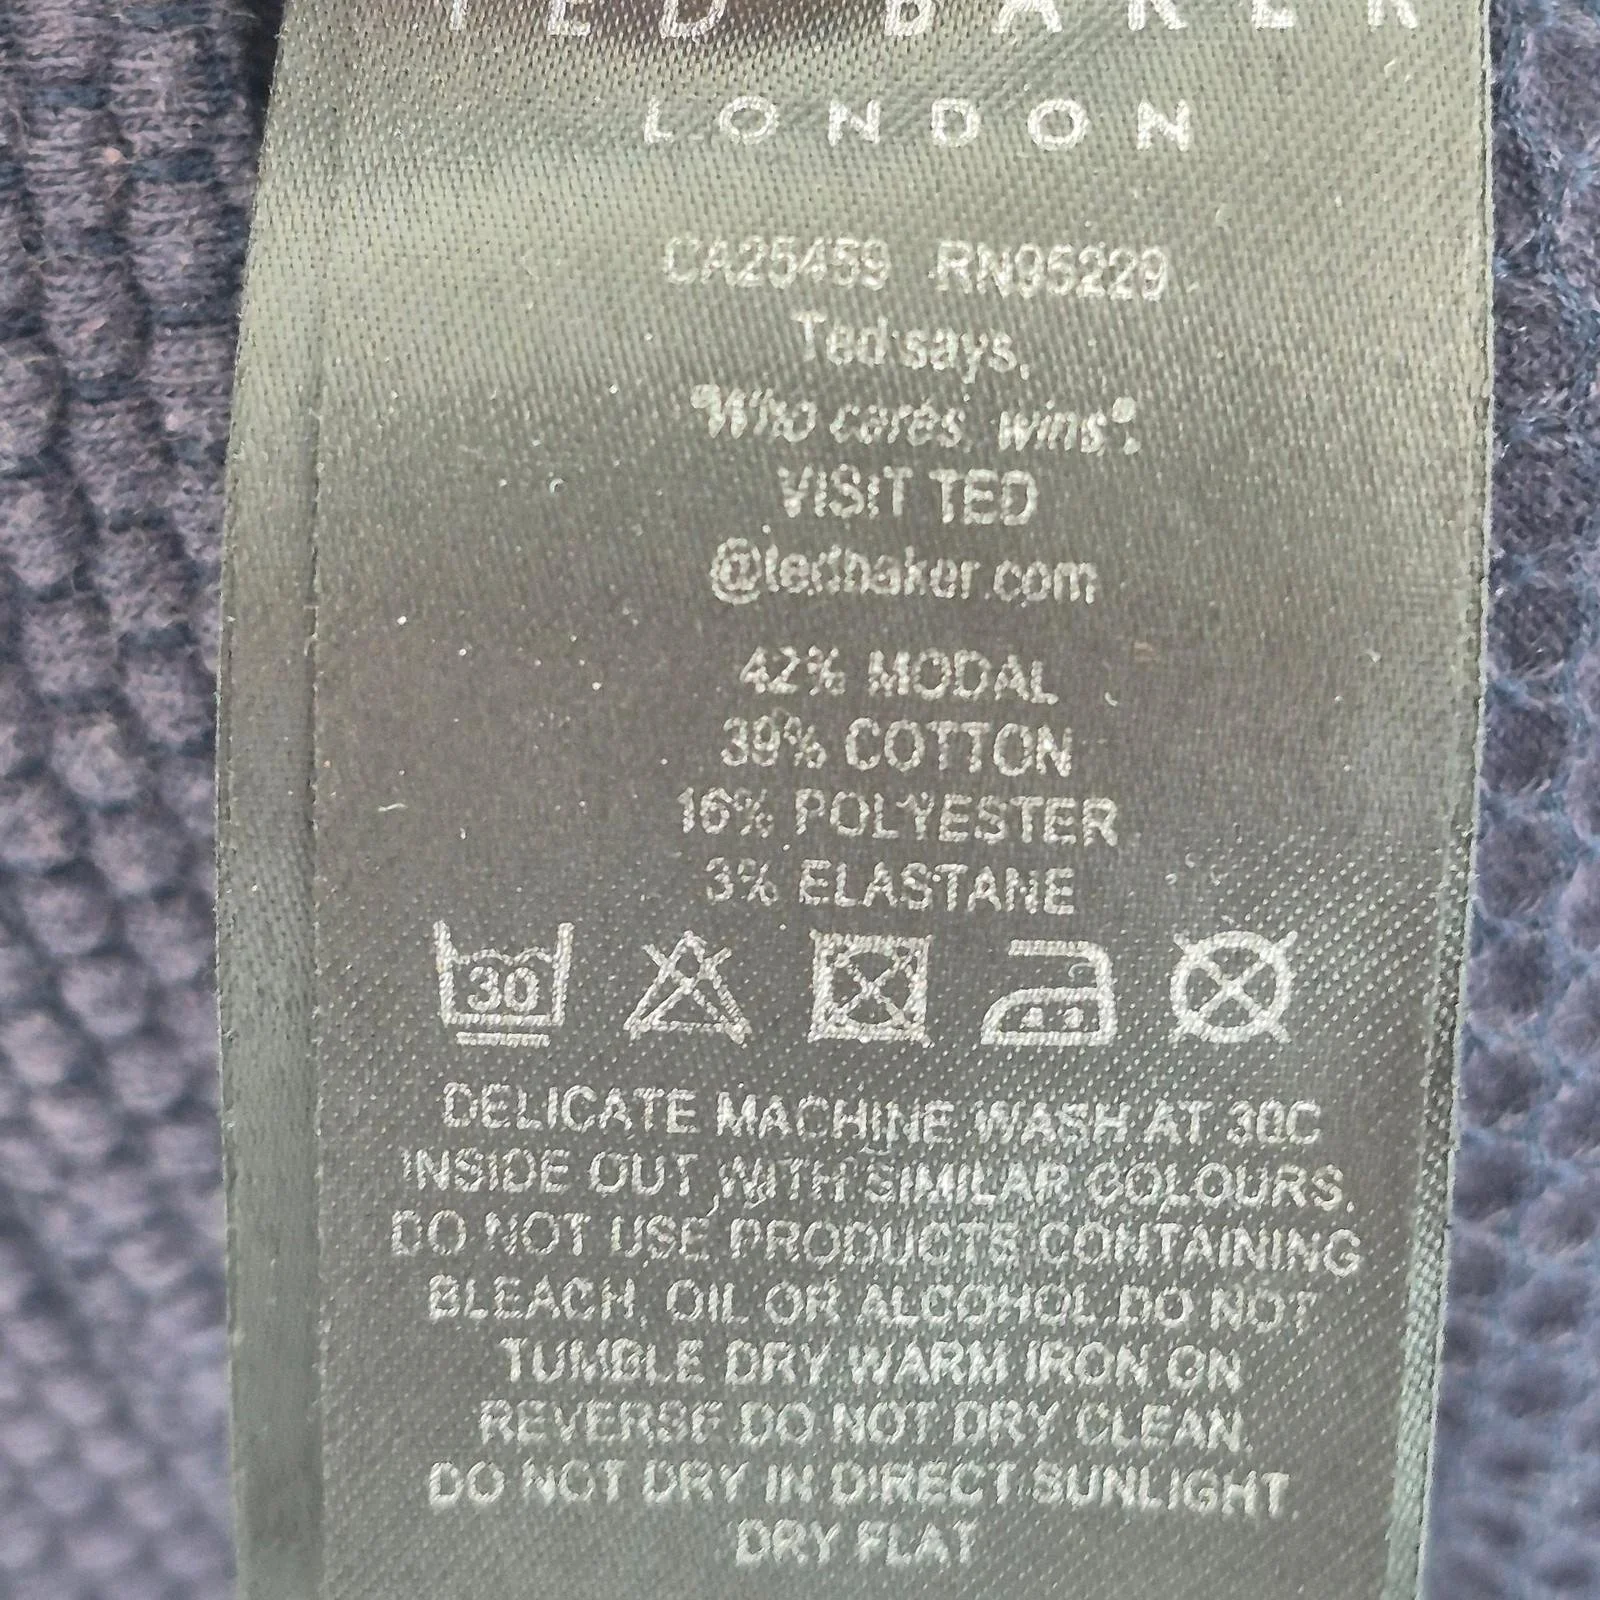 TED BAKER
LONDON
CA25459 RN95229
Ted says,
"Who cares, wins".
VISIT TED
@tedbaker.com
42% MODAL
39% COTTON
16% POLYESTER
3% ELASTANE
30
DELICATE MACHINE WASH AT 30C
INSIDE OUT WITH SIMILAR COLOURS.
DO NOT USE PRODUCTS CONTAINING
BLEACH, OIL OR ALCOHOL.DO NOT
TUMBLE DRY WARM IRON ON
REVERSE DO NOT DRY CLEAN.
DO NOT DRY IN DIRECT SUNLIGHT.
DRY FLAT